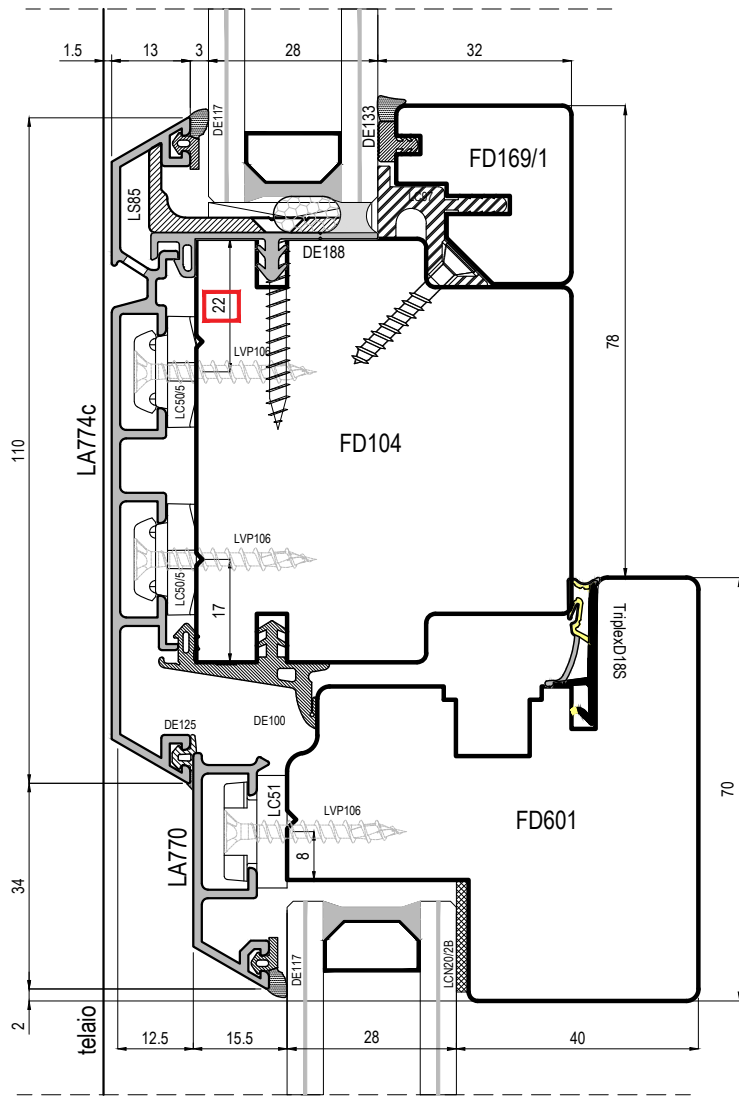 1.5 13 3 28 32
DE117
DE133
FD169/1
LS85
LC97
DE188
22
78
LVP106
LC50/5
110
LA774c
FD104
LVP106
LC50/5
17
TriplexD18S
DE125
DE100
LC51
LVP106
FD601
70
LA770
8
34
DE117
LCN20/2B
2
telaio
12.5 15.5 28 40